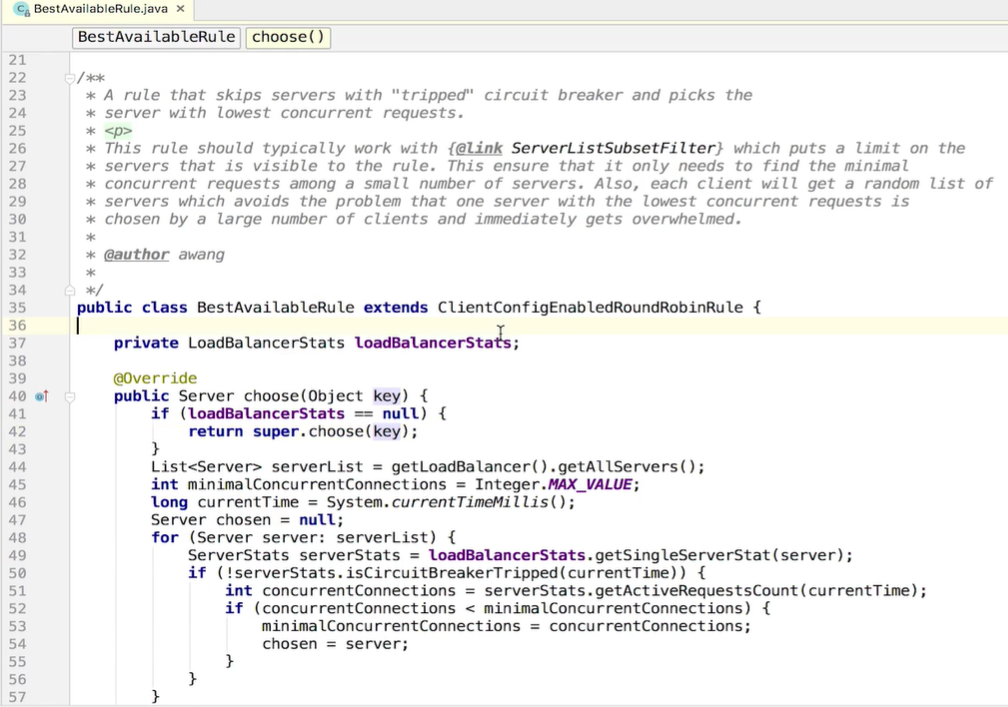 BestAvailableRule.java ×
BestAvailableRule choose()
21
22 /**
23 * A rule that skips servers with "tripped" circuit breaker and picks the
24 * server with lowest concurrent requests.
25 * <p>
26 * This rule should typically work with {@link ServerListSubsetFilter} which puts a limit on the
27 * servers that is visible to the rule. This ensure that it only needs to find the minimal
28 * concurrent requests among a small number of servers. Also, each client will get a random list of
29 * servers which avoids the problem that one server with the lowest concurrent requests is
30 * chosen by a large number of clients and immediately gets overwhelmed.
31 *
32 * @author awang
33 *
34 */
35 public class BestAvailableRule extends ClientConfigEnabledRoundRobinRule {
36
37 private LoadBalancerStats loadBalancerStats;
38
39 @Override
40 public Server choose(Object key) {
41 if (loadBalancerStats == null) {
42 return super.choose(key);
43 }
44 List<Server> serverList = getLoadBalancer().getAllServers();
45 int minimalConcurrentConnections = Integer.MAX_VALUE;
46 long currentTime = System.currentTimeMillis();
47 Server chosen = null;
48 for (Server server: serverList) {
49 ServerStats serverStats = loadBalancerStats.getSingleServerStat(server);
50 if (!serverStats.isCircuitBreakerTripped(currentTime)) {
51 int concurrentConnections = serverStats.getActiveRequestsCount(currentTime);
52 if (concurrentConnections < minimalConcurrentConnections) {
53 minimalConcurrentConnections = concurrentConnections;
54 chosen = server;
55 }
56 }
57 }